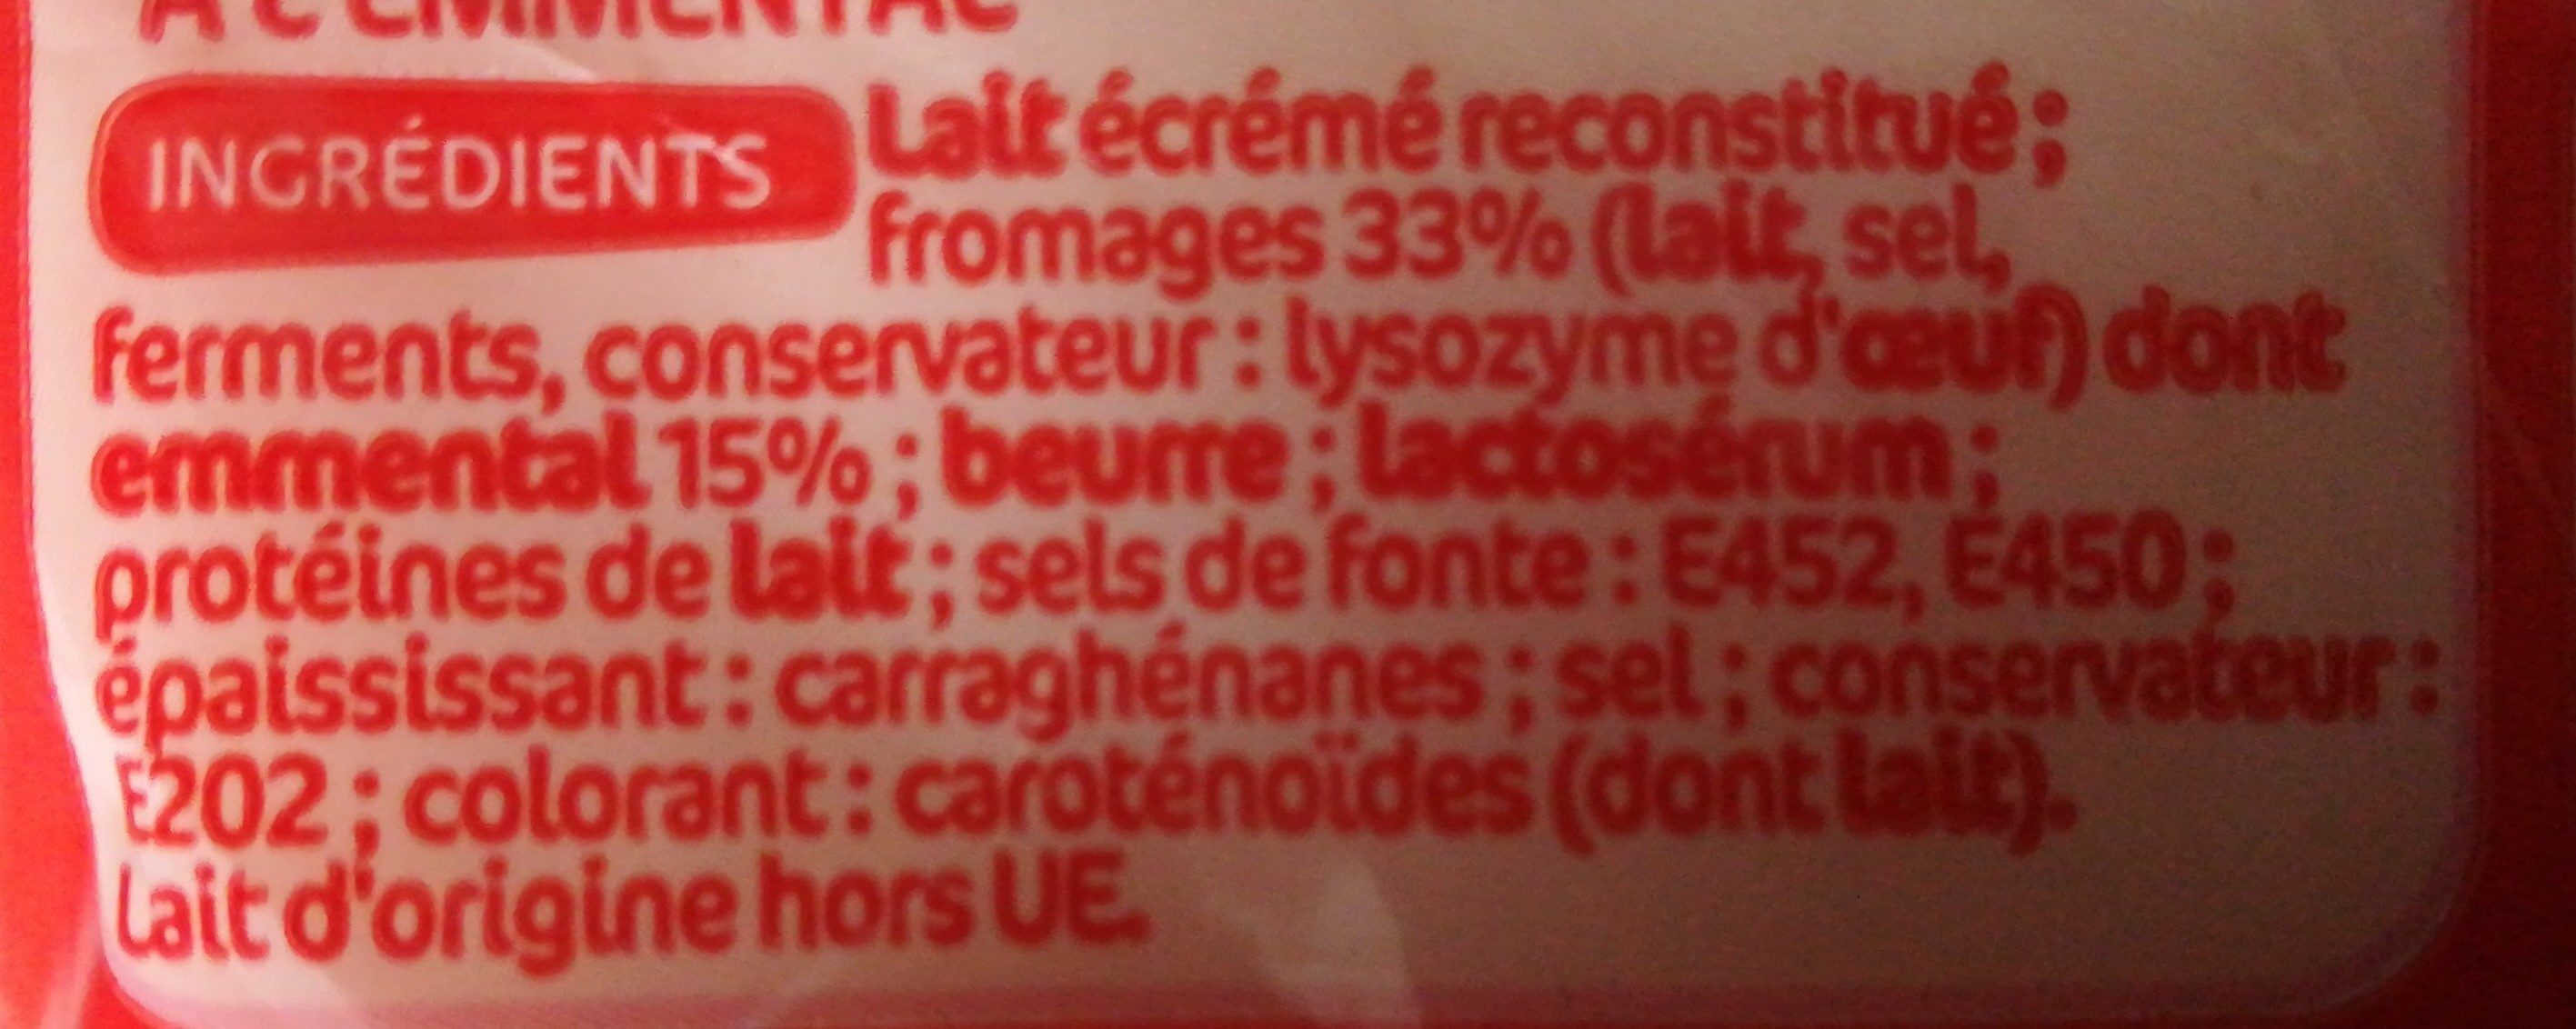 À L'EMMENTAL
INGRÉDIENTS Lait écrémé reconstitué ;
fromages 33% (lait, sel,
ferments, conservateur : lysozyme d'œuf) dont
emmental 15% ; beurre ; lactosérum ;
protéines de lait ; sels de fonte : E452, E450 ;
épaississant : carraghénanes ; sel ; conservateur :
E202 ; colorant : caroténoïdes (dont lait).
Lait d'origine hors UE.